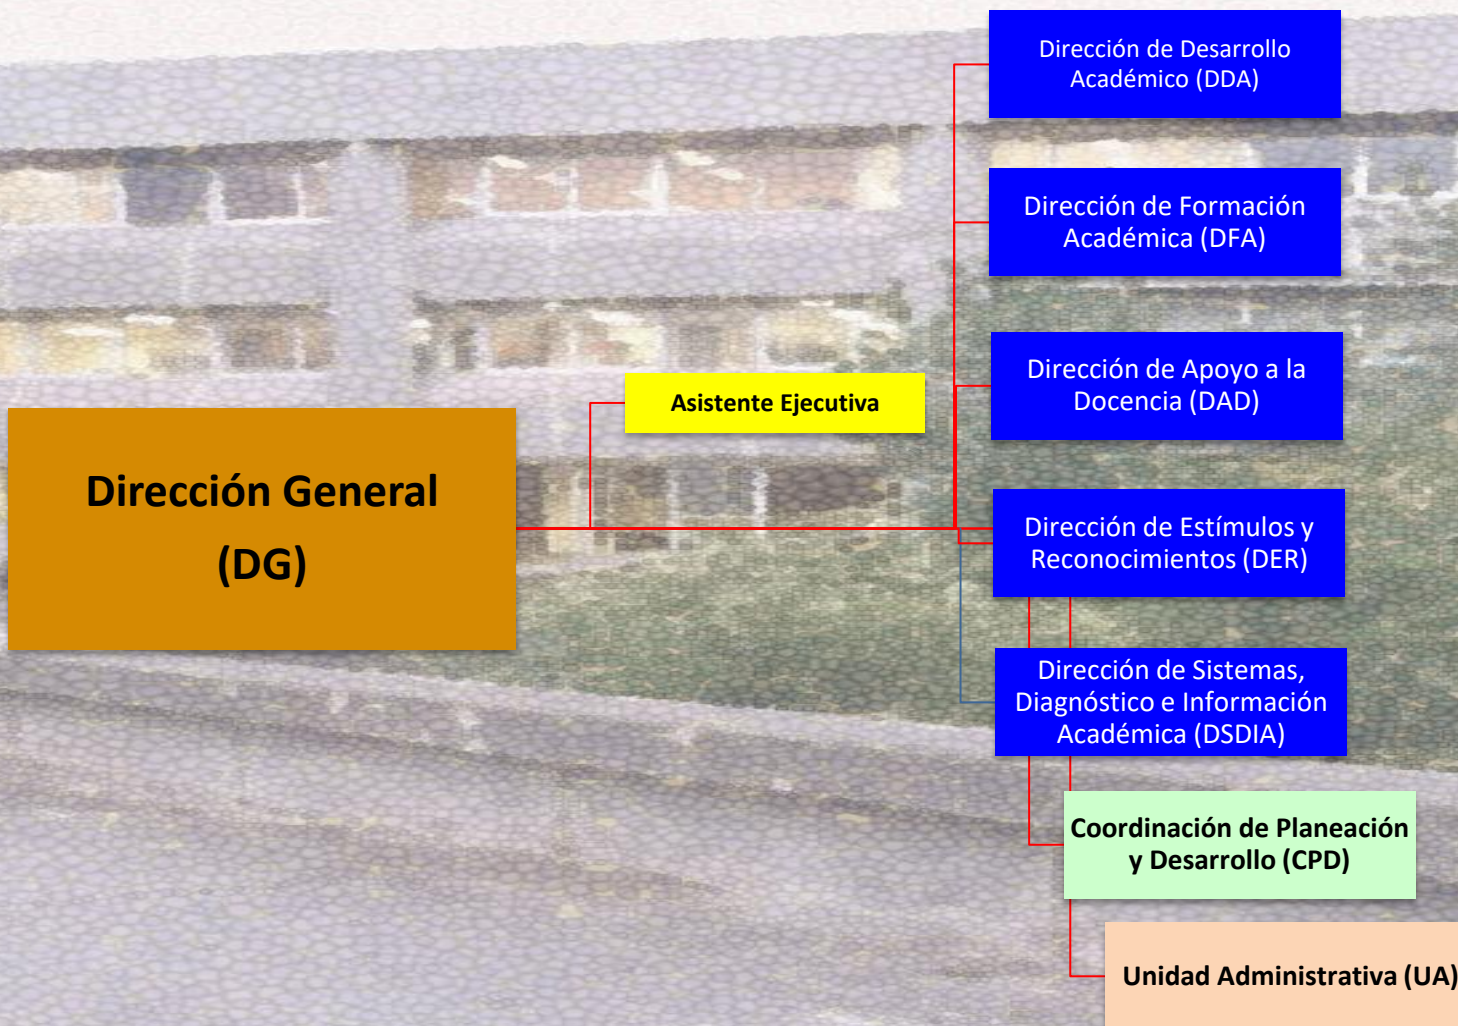 Dirección de Desarrollo
Académico (DDA)
Dirección de Formación
Académica (DFA)
Dirección de Apoyo a la
Docencia (DAD)
Asistente Ejecutiva
Dirección General
(DG)
Dirección de Estímulos y
Reconocimientos (DER)
Dirección de Sistemas,
Diagnóstico e Información
Académica (DSDIA)
Coordinación de Planeación
y Desarrollo (CPD)
Unidad Administrativa (UA)